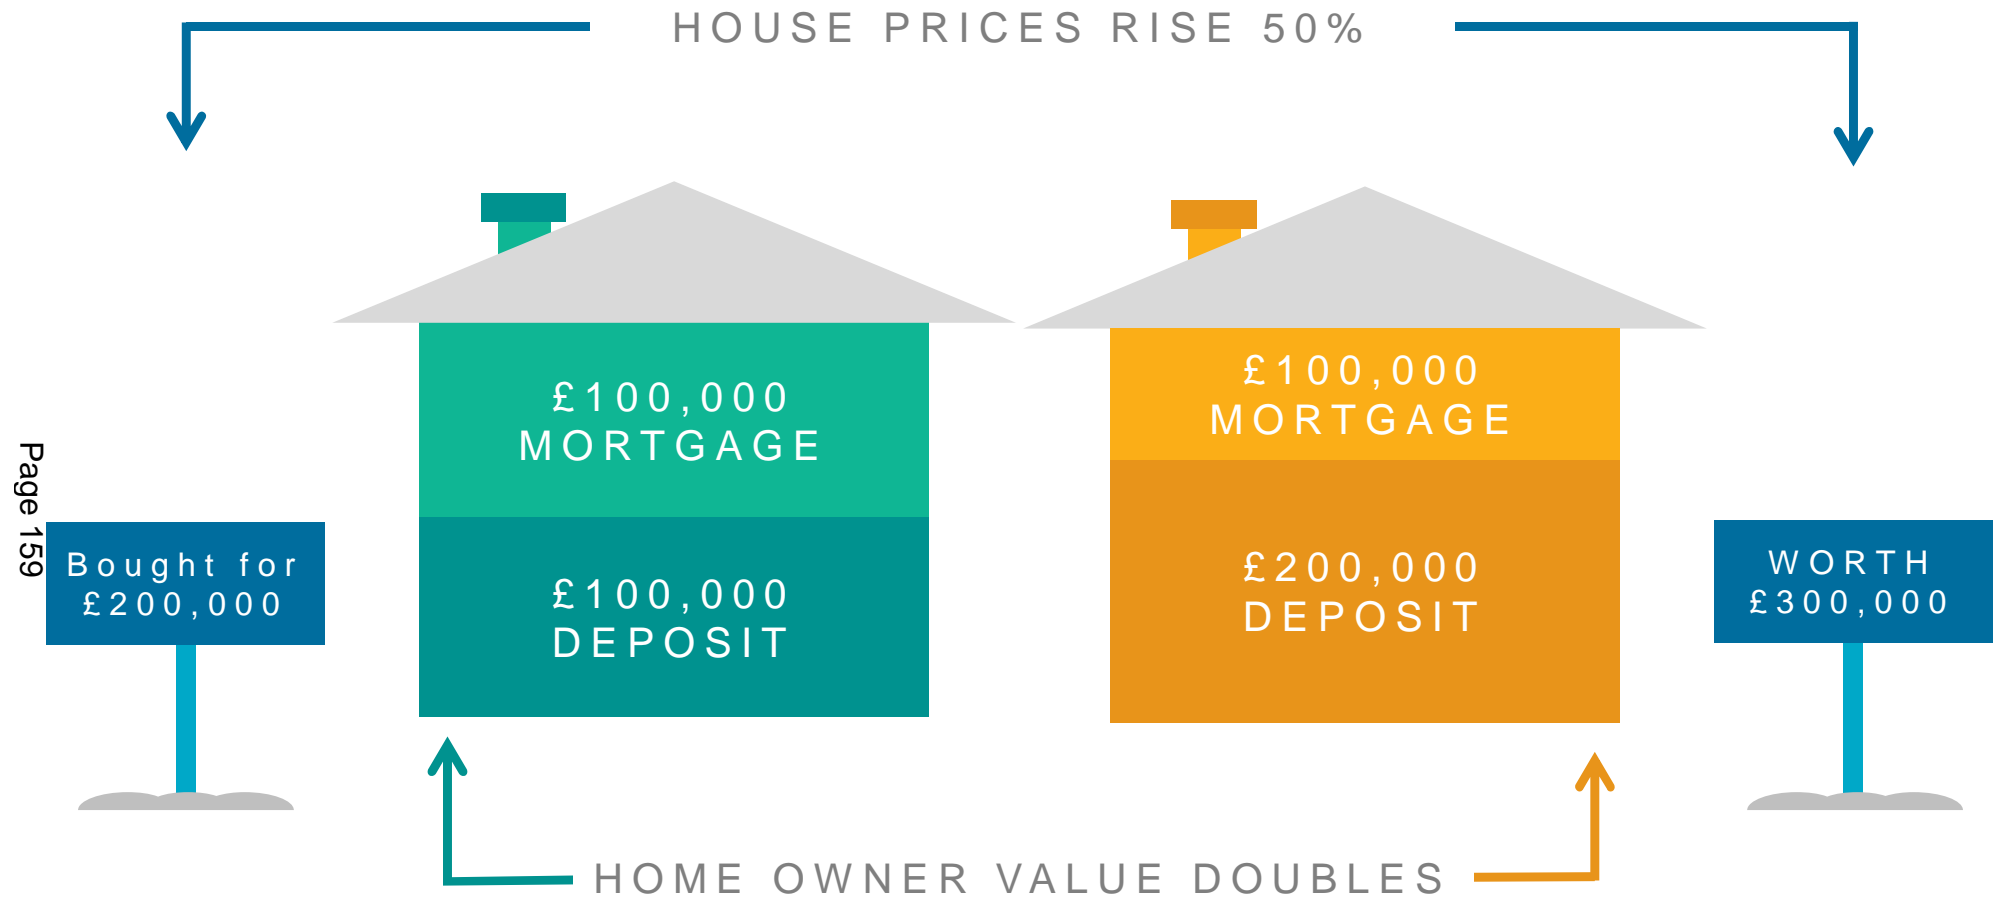 HOUSE PRICES RISE 50%
£100,000
MORTGAGE
£100,000
DEPOSIT
£100,000
MORTGAGE
£200,000
DEPOSIT
Bought for
£200,000
WORTH
£300,000
HOME OWNER VALUE DOUBLES
Page 159